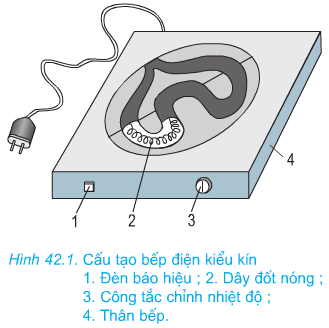 4
1
2
3
Hình 42.1. Cấu tạo bếp điện kiểu kín
1. Đèn báo hiệu ; 2. Dây đốt nóng ;
3. Công tắc chỉnh nhiệt độ ;
4. Thân bếp.